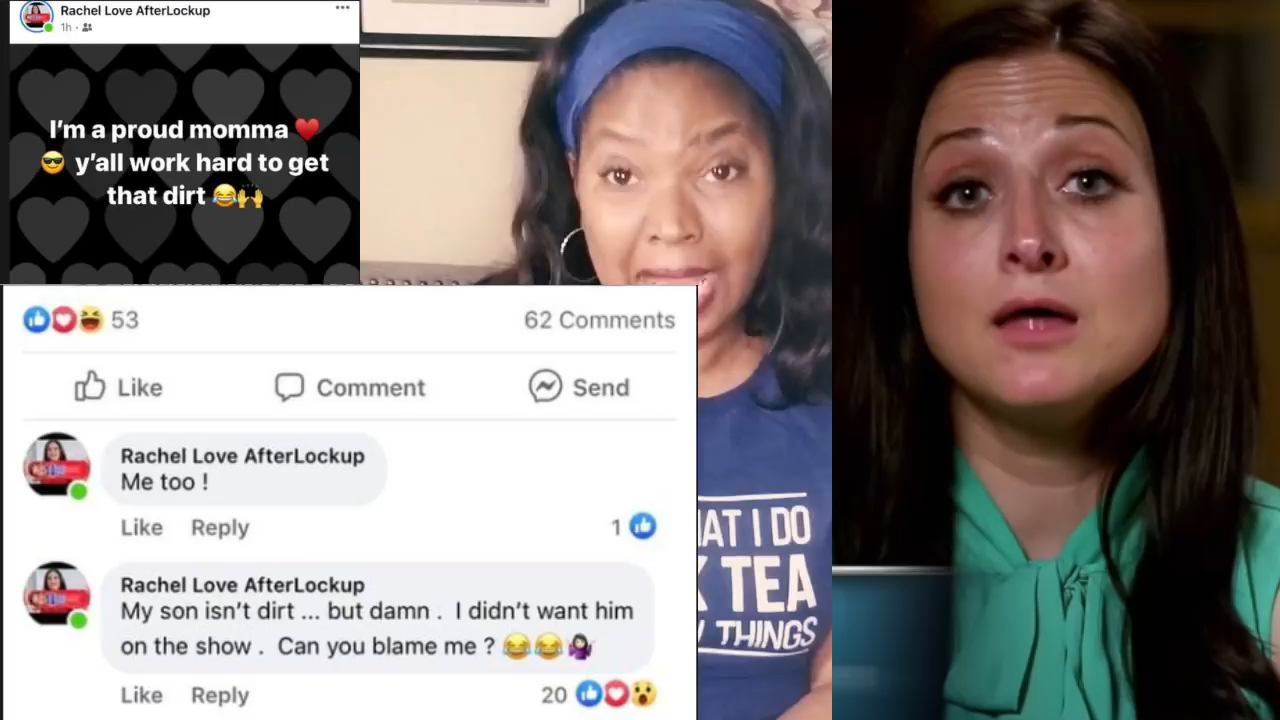 Rachel Love AfterLockup
1h
I'm a proud momma ❤️
😎 y'all work hard to get
that dirt 😂🙌
53
62 Comments
Like
Comment
Send
Rachel Love AfterLockup
Me too !
Like
Reply
1
Rachel Love AfterLockup
My son isn't dirt ... but damn . I didn't want him
on the show . Can you blame me ? 😂😂🤷🏻‍♀️
Like
Reply
20
I DO
TEA
THINGS